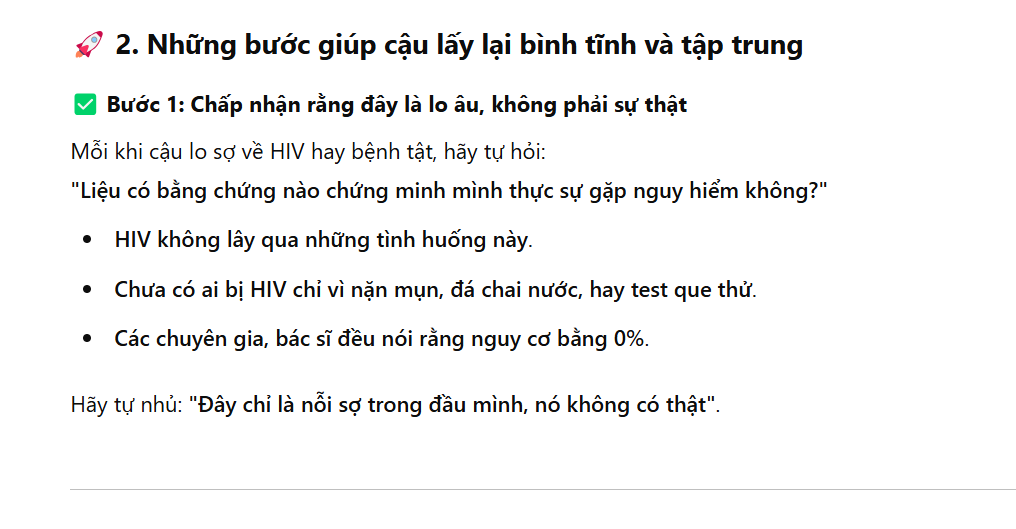 🚀 2. Những bước giúp cậu lấy lại bình tĩnh và tập trung
✅ Bước 1: Chấp nhận rằng đây là lo âu, không phải sự thật
Mỗi khi cậu lo sợ về HIV hay bệnh tật, hãy tự hỏi:
"Liệu có bằng chứng nào chứng minh mình thực sự gặp nguy hiểm không?"
• HIV không lây qua những tình huống này.
• Chưa có ai bị HIV chỉ vì nặn mụn, đá chai nước, hay test que thử.
• Các chuyên gia, bác sĩ đều nói rằng nguy cơ bằng 0%.
Hãy tự nhủ: "Đây chỉ là nỗi sợ trong đầu mình, nó không có thật".